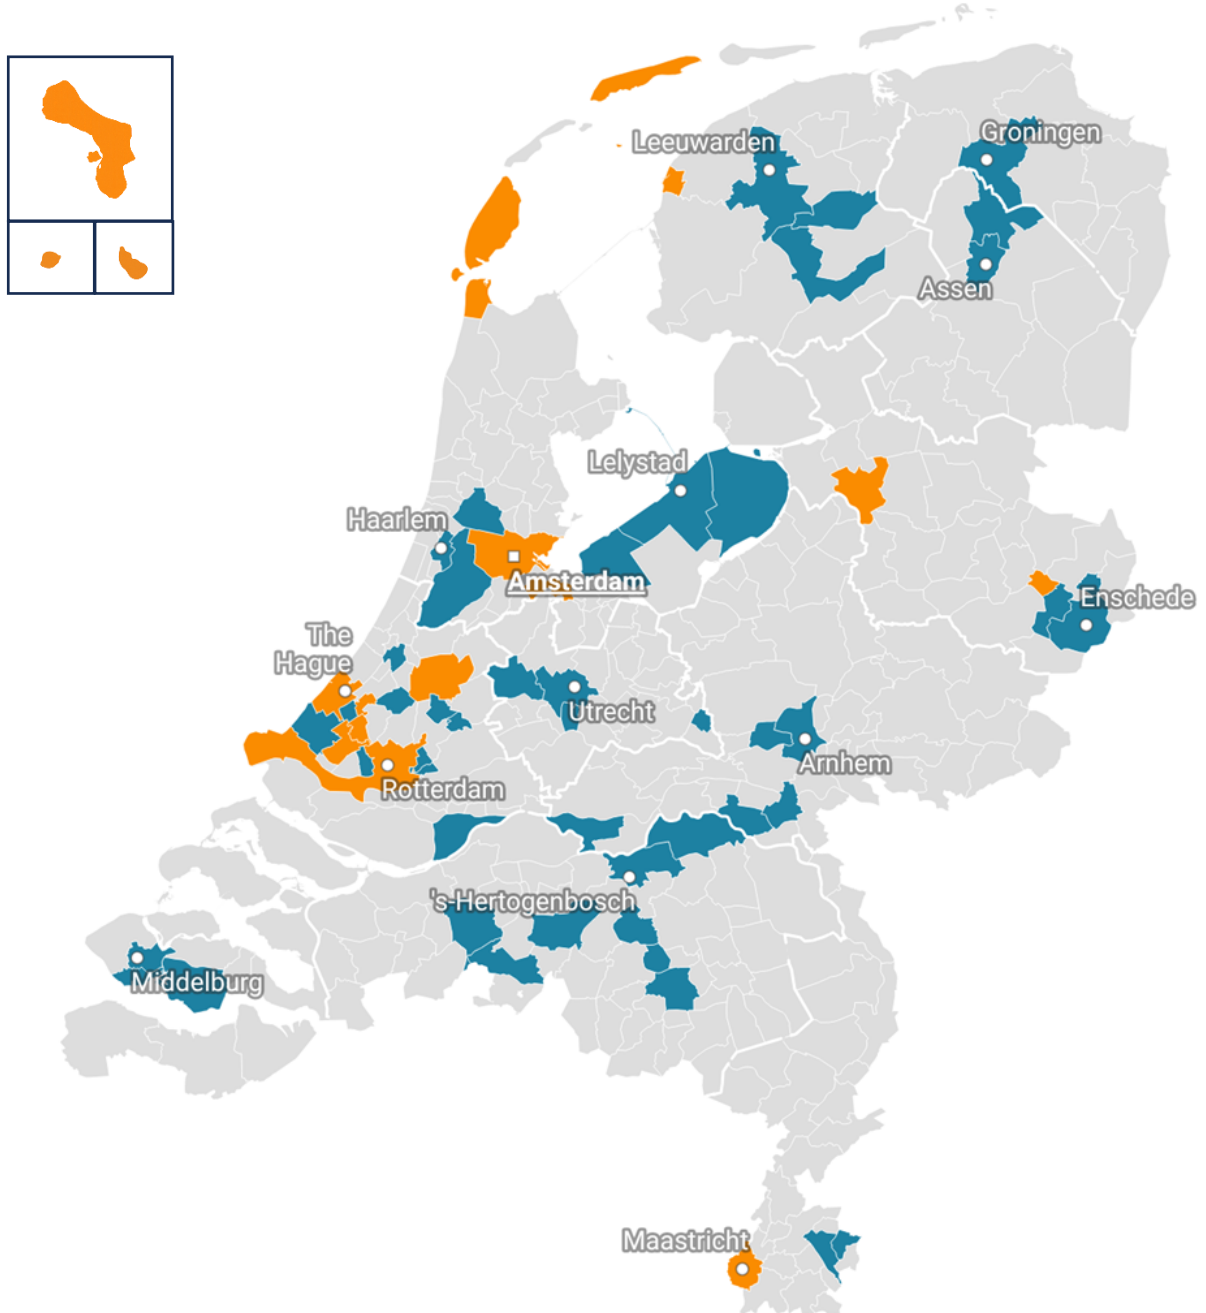 Groningen
Leeuwarden
Assen
Lelystad
Haarlem
Amsterdam
Enschede
The
Hague
Utrecht
Arnhem
Rotterdam
's-Hertogenbosch
Middelburg
Maastricht